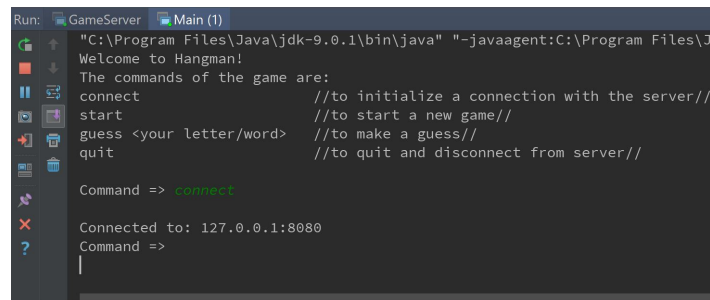 Run: GameServer Main (1)
"C:\Program Files\Java\jdk-9.0.1\bin\java" "-javaagent:C:\Program Files\J
Welcome to Hangman!
The commands of the game are:
connect //to initialize a connection with the server//
start //to start a new game//
guess <your letter/word> //to make a guess//
quit //to quit and disconnect from server//
Command => connect
Connected to: 127.0.0.1:8080
Command =>